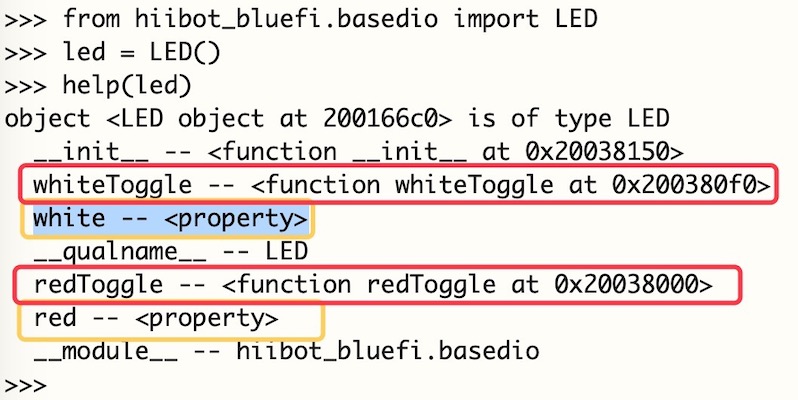 >>> from hiibot_bluefi.basedio import LED
>>> led = LED()
>>> help(led)
object <LED object at 200166c0> is of type LED
  __init__ -- <function __init__ at 0x20038150>
  whiteToggle -- <function whiteToggle at 0x200380f0>
  white -- <property>
  __qualname__ -- LED
  redToggle -- <function redToggle at 0x20038000>
  red -- <property>
  __module__ -- hiibot_bluefi.basedio
>>>